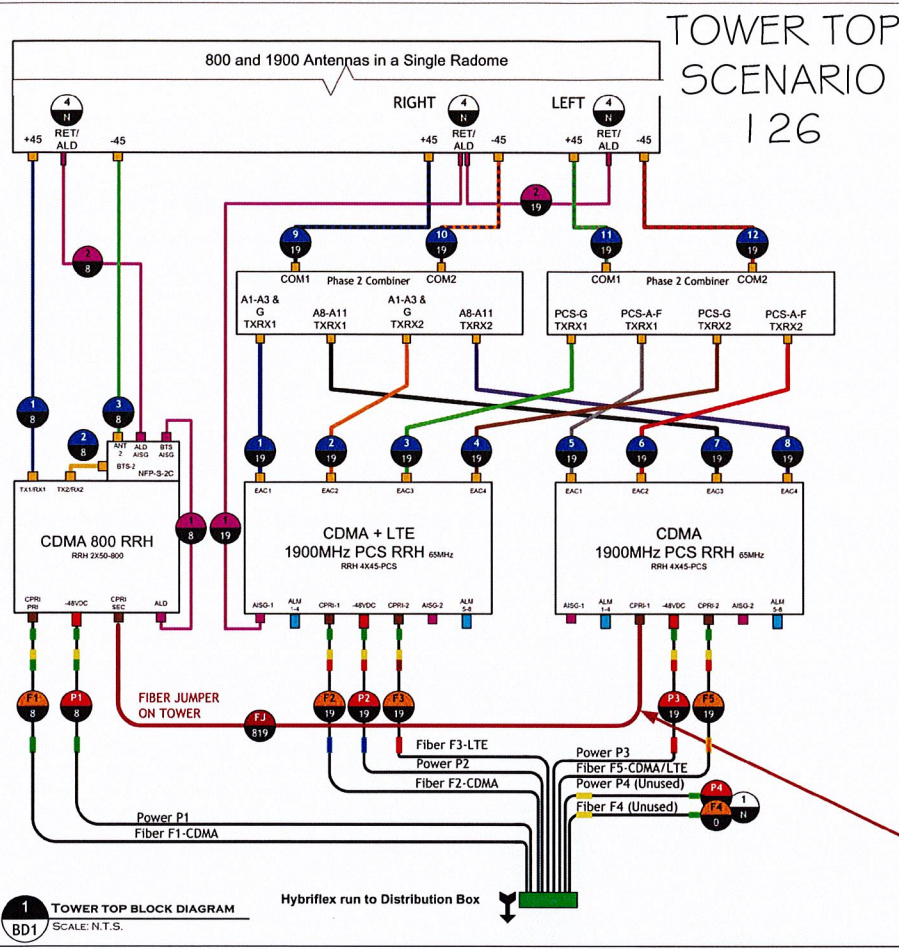 TOWER TOP
SCENARIO
126
800 and 1900 Antennas in a Single Radome
RIGHT
LEFT
4
N
4
N
4
N
+45
RET/
ALD
-45
+45
RET/
ALD
-45
+45
RET/
ALD
-45
2
19
2
8
9
19
10
19
11
19
12
19
COM1
Phase 2 Combiner
COM2
COM1
Phase 2 Combiner
COM2
A1-A3 &
G
TXRX1
A8-A11
TXRX1
A1-A3 &
G
TXRX2
A8-A11
TXRX2
PCS-G
TXRX1
PCS-A-F
TXRX1
PCS-G
TXRX2
PCS-A-F
TXRX2
1
8
3
8
2
8
1
19
2
19
3
19
4
19
5
19
6
19
7
19
8
19
ANT
2
ALD
AISG
BTS
AISG
BTS-2
NFP-S-2C
TX1/RX1
TX2/RX2
EAC1
EAC2
EAC3
EAC4
EAC1
EAC2
EAC3
EAC4
CDMA 800 RRH
RRH 2X50-800
1
8
1
19
CDMA + LTE
1900MHz PCS RRH 65MHz
RRH 4X45-PCS
CDMA
1900MHz PCS RRH 65MHz
RRH 4X45-PCS
CPRI
PRI
-48VDC
CPRI
SEC
ALD
AISG-1
ALM
1-4
CPRI-1
-48VDC
CPRI-2
AISG-2
ALM
5-8
AISG-1
ALM
1-4
CPRI-1
-48VDC
CPRI-2
AISG-2
ALM
5-8
F1
8
P1
8
FIBER JUMPER
ON TOWER
FJ
819
F2
19
P2
19
F3
19
P3
19
F5
19
Fiber F3-LTE
Power P2
Fiber F2-CDMA
Power P3
Fiber F5-CDMA/LTE
Power P4 (Unused)
Fiber F4 (Unused)
P4
F4
0
1
N
Power P1
Fiber F1-CDMA
Hybriflex run to Distribution Box
1
BD1
TOWER TOP BLOCK DIAGRAM
SCALE: N.T.S.